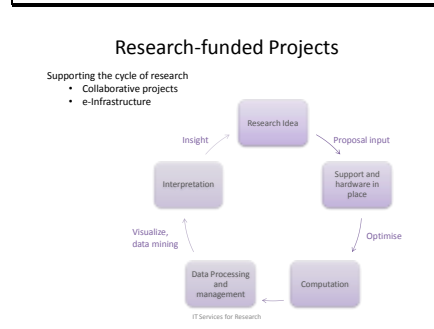 Research-funded Projects
Supporting the cycle of research
• Collaborative projects
• e-Infrastructure
Research Idea
Insight
Proposal input
Interpretation
Support and
hardware in
place
Visualize,
data mining
Optimise
Data Processing
and
management
Computation
IT Services for Research